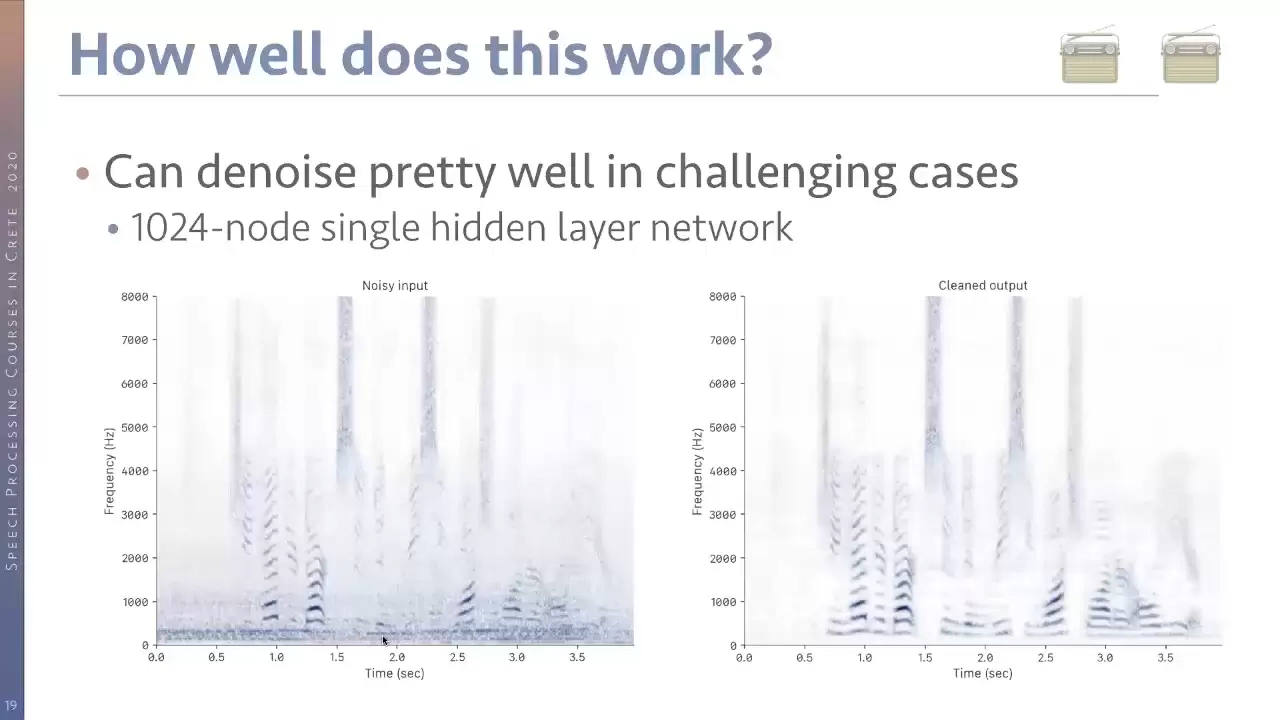 How well does this work?
• Can denoise pretty well in challenging cases
• 1024-node single hidden layer network
Noisy input
8000
7000
6000
5000
4000
3000
2000
1000
0
Frequency (Hz)
0.0 0.5 1.0 1.5 2.0 2.5 3.0 3.5
Time (sec)
Cleaned output
8000
7000
6000
5000
4000
3000
2000
1000
0
Frequency (Hz)
0.0 0.5 1.0 1.5 2.0 2.5 3.0 3.5
Time (sec)
SPEECH PROCESSING COURSES IN CRETE 2020
19